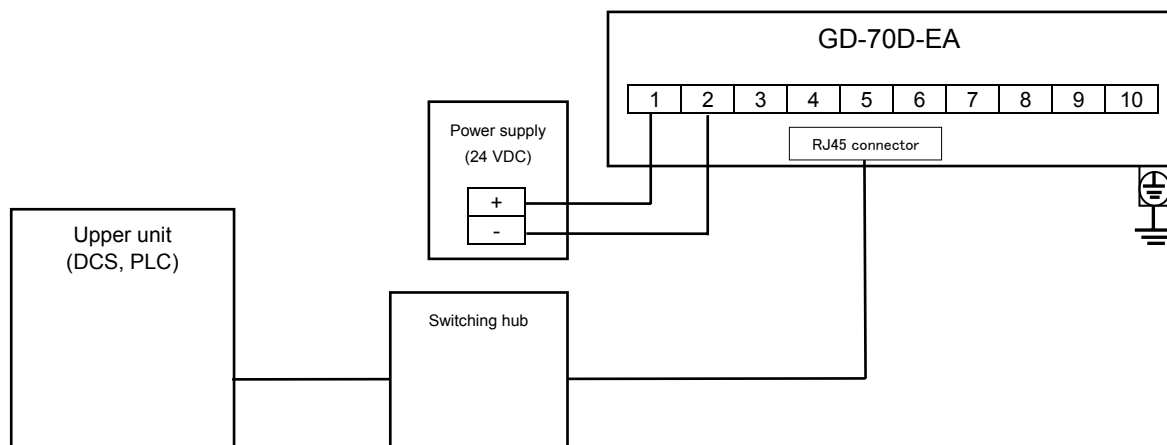 GD-70D-EA
1 2 3 4 5 6 7 8 9 10
RJ45 connector
Power supply
(24 VDC)
+
-
Upper unit
(DCS, PLC)
Switching hub